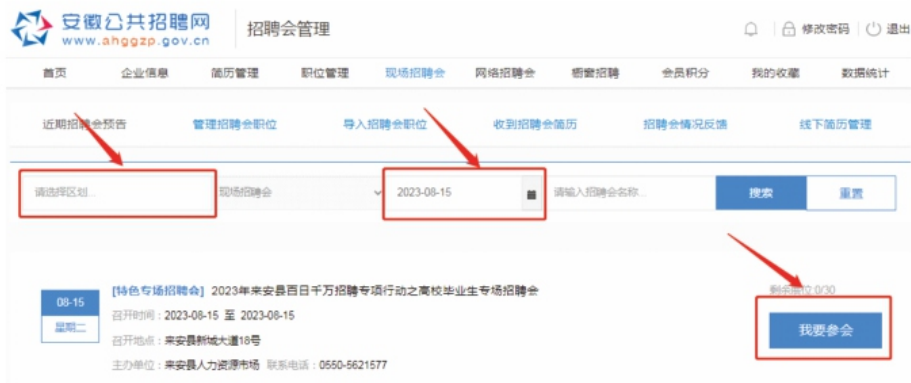 安徽公共招聘网 招聘会管理 修改密码 退出
www.ahggzp.gov.cn
首页 企业信息 简历管理 职位管理 现场招聘会 网络招聘会 橱窗招聘 会员积分 我的收藏 数据统计
近期招聘会预告 管理招聘会职位 导入招聘会职位 收到招聘会简历 招聘会情况反馈 线下简历管理
请选择区划... 现场招聘会 2023-08-15 请输入招聘会名称... 搜索 重置
08-15 [特色专场招聘会] 2023年来安县百日千万招聘专项行动之高校毕业生专场招聘会 剩余展位:0/30
星期二 召开时间：2023-08-15 至 2023-08-15 我要参会
召开地点：来安县新城大道18号
主办单位：来安县人力资源市场 联系电话：0550-5621577